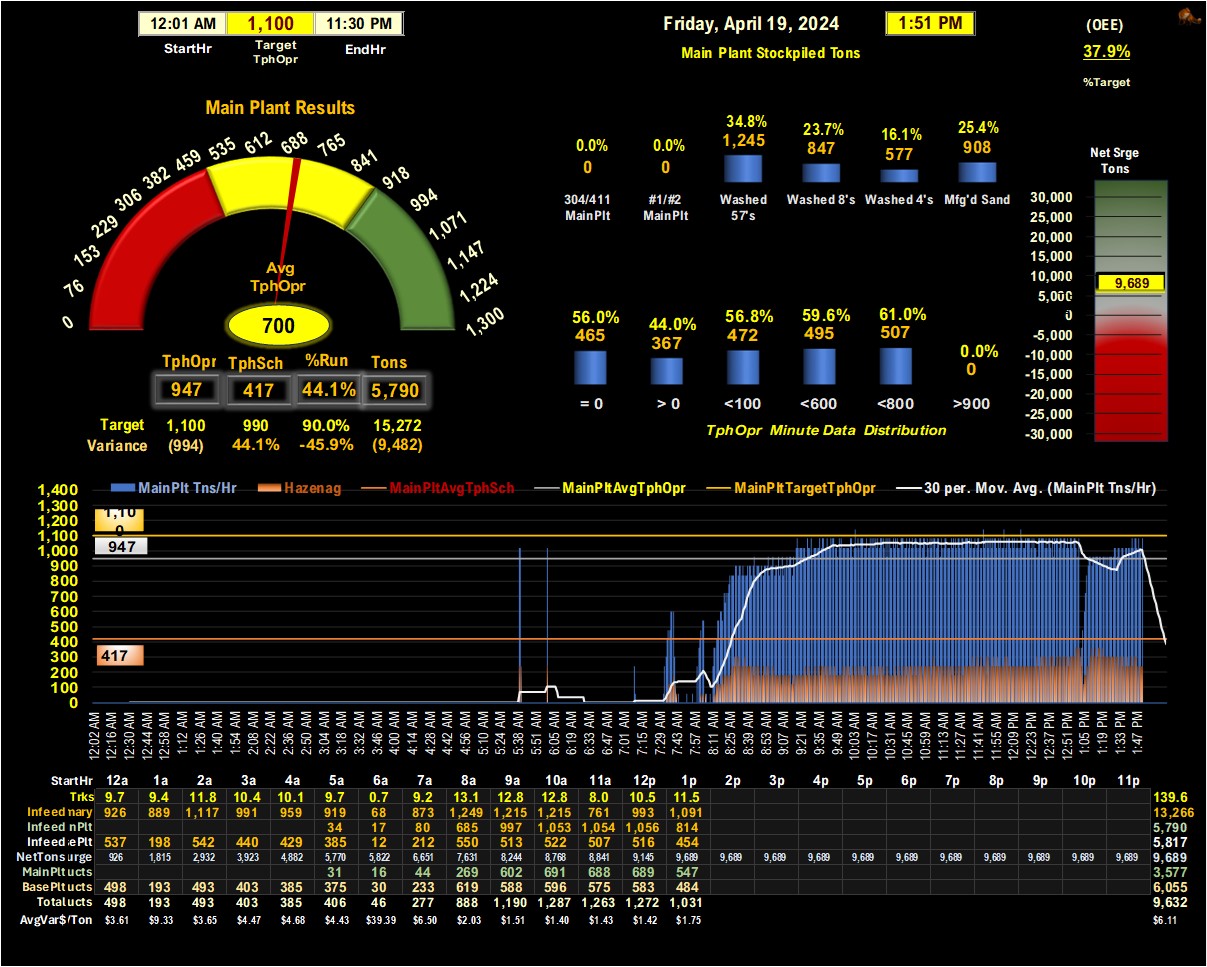 12:01 AM 1,100 11:30 PM
StartHr Target TphOpr EndHr
Friday, April 19, 2024 1:51 PM
Main Plant Stockpiled Tons
(OEE)
37.9%
%Target
Main Plant Results
0 76 153 229 306 382 459 535 612 688 765 841 918 994 1,071 1,147 1,224 1,300
Avg
TphOpr
700
TphOpr TphSch %Run Tons
947 417 44.1% 5,790
Target 1,100 990 90.0% 15,272
Variance (994) 44.1% -45.9% (9,482)
0.0% 0.0% 34.8% 23.7% 16.1% 25.4%
0 0 1,245 847 577 908
304/411 #1/#2 Washed Washed 8's Washed 4's Mfg'd Sand
MainPlt MainPlt 57's
56.0% 44.0% 56.8% 59.6% 61.0% 0.0%
465 367 472 495 507 0
= 0 > 0 <100 <600 <800 >900
TphOpr Minute Data Distribution
Net Srge
Tons
30,000
25,000
20,000
15,000
10,000
9,689
5,000
0
-5,000
-10,000
-15,000
-20,000
-25,000
-30,000
MainPlt Tns/Hr Hazenag MainPltAvgTphSch MainPltAvgTphOpr MainPltTargetTphOpr 30 per. Mov. Avg. (MainPlt Tns/Hr)
1,400
1,300
1,200
1,100
1,000
900
800
700
600
500
400
300
200
100
0
1,10
0
947
417
12:02 AM 12:16 AM 12:30 AM 12:44 AM 12:58 AM 1:12 AM 1:26 AM 1:40 AM 1:54 AM 2:08 AM 2:22 AM 2:36 AM 2:50 AM 3:04 AM 3:18 AM 3:32 AM 3:46 AM 4:00 AM 4:14 AM 4:28 AM 4:42 AM 4:56 AM 5:10 AM 5:24 AM 5:38 AM 5:51 AM 6:05 AM 6:19 AM 6:33 AM 6:47 AM 7:01 AM 7:15 AM 7:29 AM 7:43 AM 7:57 AM 8:11 AM 8:25 AM 8:39 AM 8:53 AM 9:07 AM 9:21 AM 9:35 AM 9:49 AM 10:03 AM 10:17 AM 10:31 AM 10:45 AM 10:59 AM 11:13 AM 11:27 AM 11:41 AM 11:55 AM 12:09 PM 12:23 PM 12:37 PM 12:51 PM 1:05 PM 1:19 PM 1:33 PM 1:47 PM
StartHr 12a 1a 2a 3a 4a 5a 6a 7a 8a 9a 10a 11a 12p 1p 2p 3p 4p 5p 6p 7p 8p 9p 10p 11p
Trks 9.7 9.4 11.8 10.4 10.1 9.7 0.7 9.2 13.1 12.8 12.8 8.0 10.5 11.5 139.6
Infeed mary 926 889 1,117 991 959 919 68 873 1,249 1,215 1,215 761 993 1,091 13,266
Infeed nPlt 34 17 80 685 997 1,053 1,054 1,056 814 5,790
Infeed ePlt 537 198 542 440 429 385 12 212 550 513 522 507 516 454 5,817
NetTons urge 926 1,815 2,932 3,923 4,882 5,770 5,822 6,651 7,631 8,244 8,768 8,841 9,145 9,689 9,689 9,689 9,689 9,689 9,689 9,689 9,689 9,689 9,689 9,689 9,689
MainPlt ucts 31 16 44 269 602 691 688 689 547 3,577
BasePlt ucts 498 193 493 403 385 375 30 233 619 588 596 575 583 484 6,055
Total ucts 498 193 493 403 385 406 46 277 888 1,190 1,287 1,263 1,272 1,031 9,632
AvgVar$/Ton $3.61 $9.33 $3.65 $4.47 $4.68 $4.43 $39.39 $6.50 $2.03 $1.51 $1.40 $1.43 $1.42 $1.75 $6.11